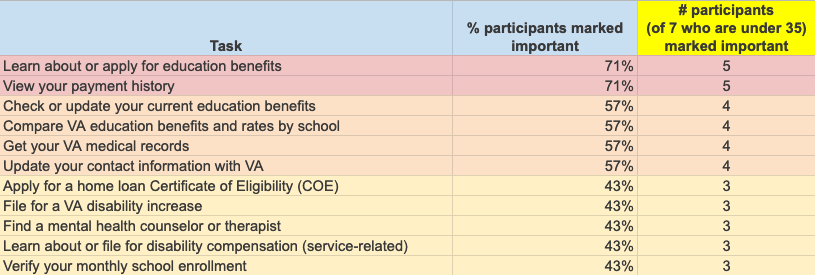 Task % participants marked important # participants (of 7 who are under 35) marked important
Learn about or apply for education benefits 71% 5
View your payment history 71% 5
Check or update your current education benefits 57% 4
Compare VA education benefits and rates by school 57% 4
Get your VA medical records 57% 4
Update your contact information with VA 57% 4
Apply for a home loan Certificate of Eligibility (COE) 43% 3
File for a VA disability increase 43% 3
Find a mental health counselor or therapist 43% 3
Learn about or file for disability compensation (service-related) 43% 3
Verify your monthly school enrollment 43% 3